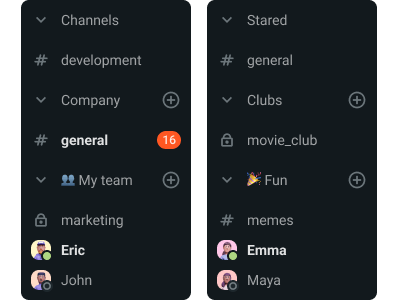 Channels
# development
Company
# general 16
👥 My team
marketing
Eric
John
Stared
# general
Clubs
movie_club
🎉 Fun
# memes
Emma
Maya